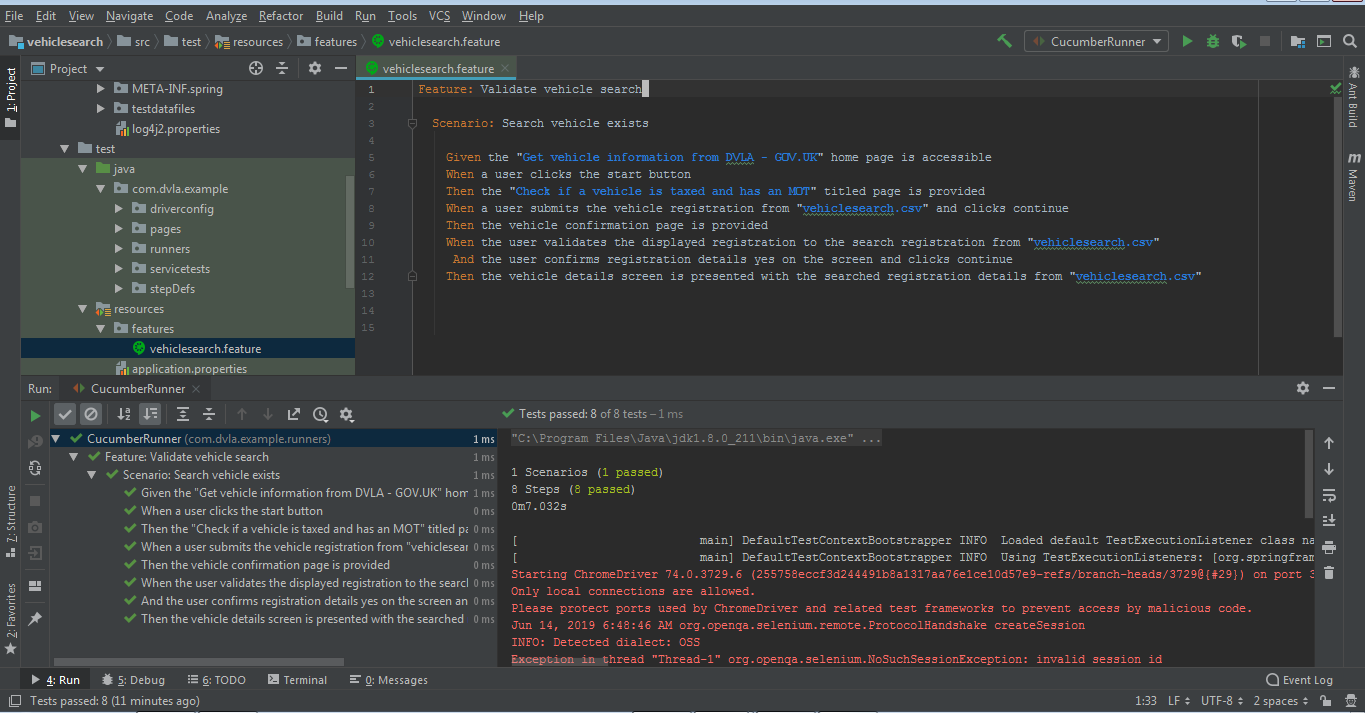 File Edit View Navigate Code Analyze Refactor Build Run Tools VCS Window Help
vehiclesearch src test resources features vehiclesearch.feature
CucumberRunner
Project
vehiclesearch.feature
1: Project
Ant Build
Maven
META-INF.spring
testdatafiles
log4j2.properties
test
java
com.dvla.example
driverconfig
pages
runners
servicetests
stepDefs
resources
features
vehiclesearch.feature
application.properties
1 Feature: Validate vehicle search
2
3 Scenario: Search vehicle exists
4
5 Given the "Get vehicle information from DVLA - GOV.UK" home page is accessible
6 When a user clicks the start button
7 Then the "Check if a vehicle is taxed and has an MOT" titled page is provided
8 When a user submits the vehicle registration from "vehiclesearch.csv" and clicks continue
9 Then the vehicle confirmation page is provided
10 When the user validates the displayed registration to the search registration from "vehiclesearch.csv"
11 And the user confirms registration details yes on the screen and clicks continue
12 Then the vehicle details screen is presented with the searched registration details from "vehiclesearch.csv"
13
14
15
Run: CucumberRunner
Tests passed: 8 of 8 tests – 1 ms
CucumberRunner (com.dvla.example.runners) 1 ms
Feature: Validate vehicle search 1 ms
Scenario: Search vehicle exists 1 ms
Given the "Get vehicle information from DVLA - GOV.UK" hom 1 ms
When a user clicks the start button 0 ms
Then the "Check if a vehicle is taxed and has an MOT" titled pa 0 ms
When a user submits the vehicle registration from "vehiclesear 0 ms
Then the vehicle confirmation page is provided 0 ms
When the user validates the displayed registration to the searcl 0 ms
And the user confirms registration details yes on the screen an 0 ms
Then the vehicle details screen is presented with the searched 0 ms
"C:\Program Files\Java\jdk1.8.0_211\bin\java.exe" ...
1 Scenarios (1 passed)
8 Steps (8 passed)
0m7.032s
[ main] DefaultTestContextBootstrapper INFO Loaded default TestExecutionListener class na
[ main] DefaultTestContextBootstrapper INFO Using TestExecutionListeners: [org.springfram
Starting ChromeDriver 74.0.3729.6 (255758eccf3d244491b8a1317aa76e1ce10d57e9-refs/branch-heads/3729@{#29}) on port 3
Only local connections are allowed.
Please protect ports used by ChromeDriver and related test frameworks to prevent access by malicious code.
Jun 14, 2019 6:48:46 AM org.openqa.selenium.remote.ProtocolHandshake createSession
INFO: Detected dialect: OSS
Exception in thread "Thread-1" org.openqa.selenium.NoSuchSessionException: invalid session id
7: Structure
2: Favorites
4: Run 5: Debug 6: TODO Terminal 0: Messages Event Log
Tests passed: 8 (11 minutes ago) 1:33 LF UTF-8 2 spaces